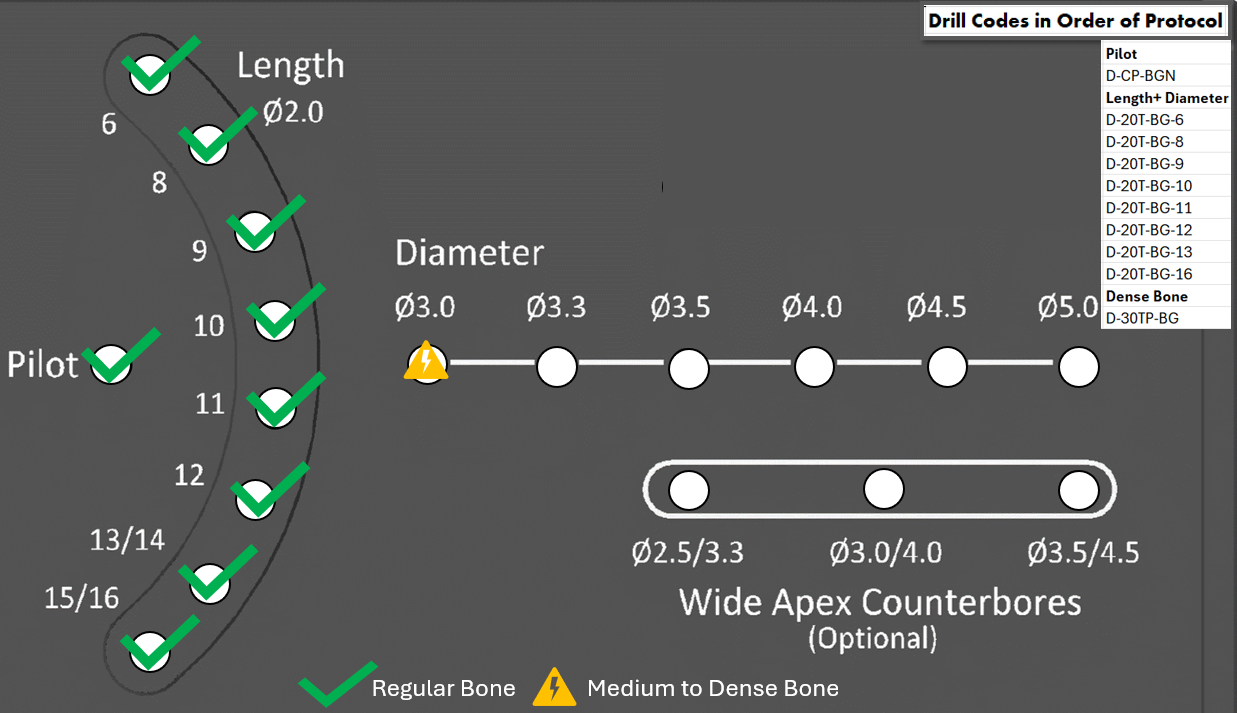 Drill Codes in Order of Protocol
Pilot
D-CP-BGN
Length+ Diameter
D-20T-BG-6
D-20T-BG-8
D-20T-BG-9
D-20T-BG-10
D-20T-BG-11
D-20T-BG-12
D-20T-BG-13
D-20T-BG-16
Dense Bone
D-30TP-BG
Length
Ø2.0
6
8
9
10
Pilot
11
12
13/14
15/16
Diameter
Ø3.0 Ø3.3 Ø3.5 Ø4.0 Ø4.5 Ø5.0
Ø2.5/3.3 Ø3.0/4.0 Ø3.5/4.5
Wide Apex Counterbores
(Optional)
Regular Bone Medium to Dense Bone